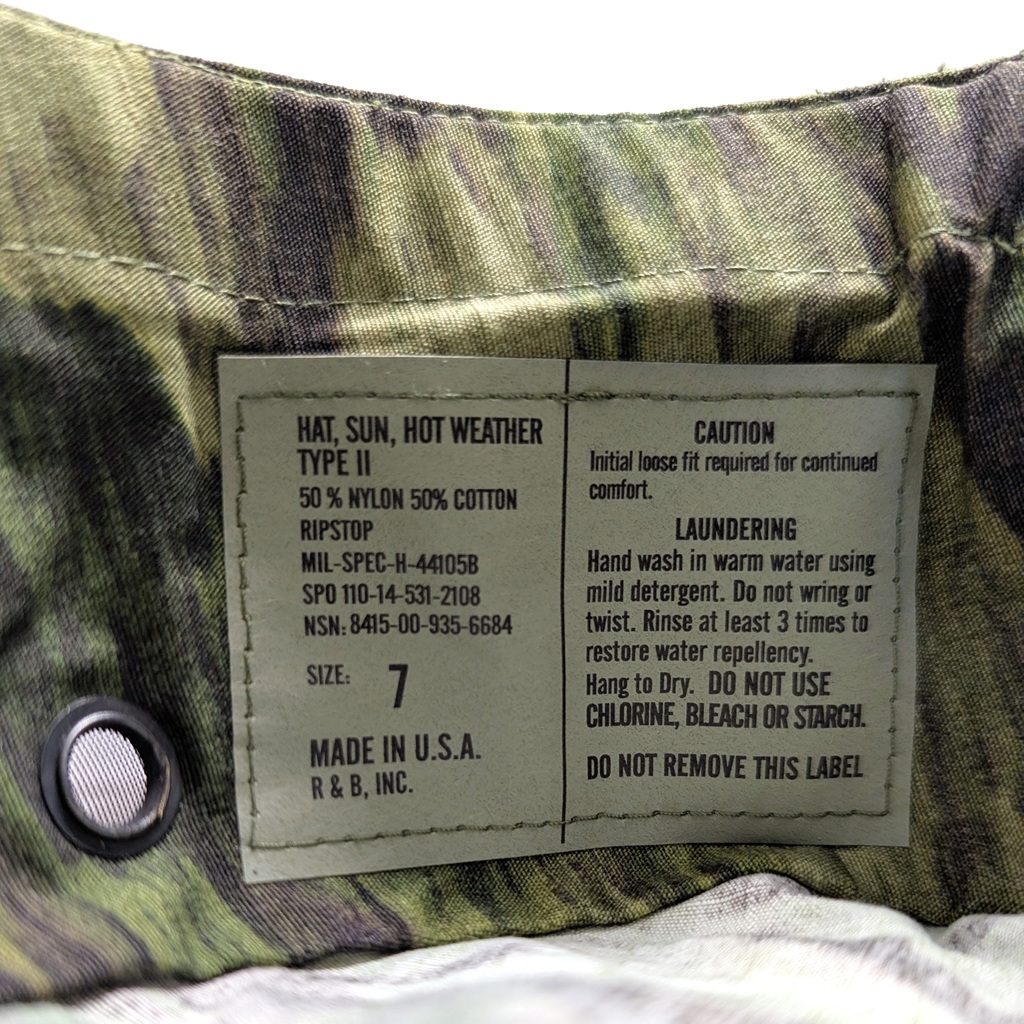 HAT, SUN, HOT WEATHER
TYPE II
50 % NYLON 50% COTTON
RIPSTOP
MIL-SPEC-H-44105B
SPO 110-14-531-2108
NSN: 8415-00-935-6684
SIZE: 7
MADE IN U.S.A.
R & B, INC.
CAUTION
Initial loose fit required for continued
comfort.
LAUNDERING
Hand wash in warm water using
mild detergent. Do not wring or
twist. Rinse at least 3 times to
restore water repellency.
Hang to Dry. DO NOT USE
CHLORINE, BLEACH OR STARCH.
DO NOT REMOVE THIS LABEL